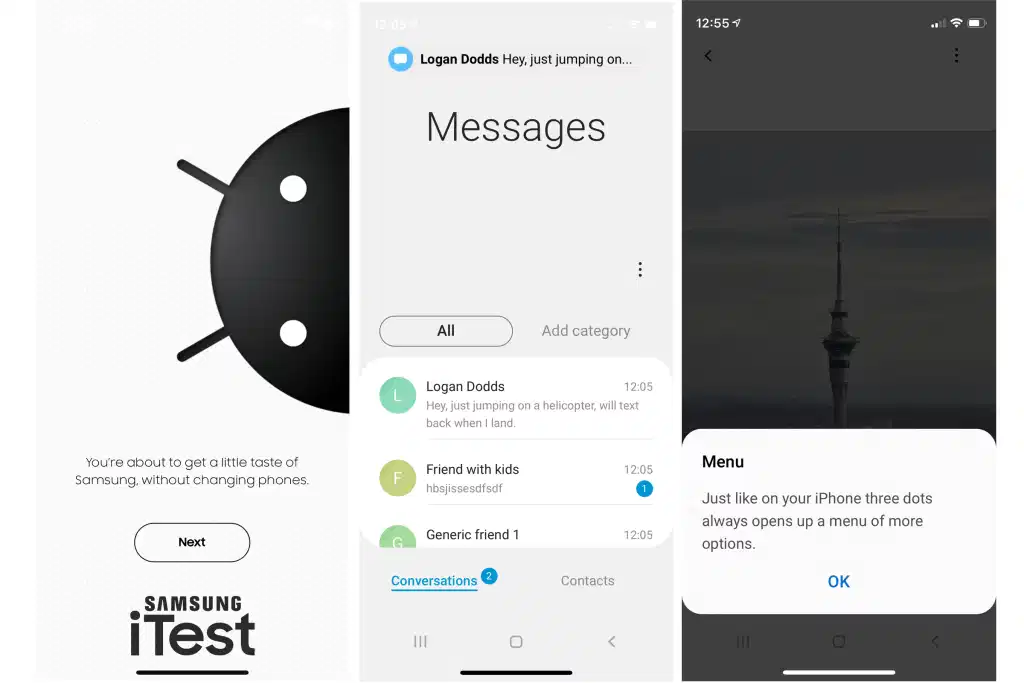 You're about to get a little taste of
Samsung, without changing phones.
Next
SAMSUNG
iTest
12:05
Logan Dodds Hey, just jumping on...
Messages
All
Add category
L
Logan Dodds
12:05
Hey, just jumping on a helicopter, will text
back when I land.
F
Friend with kids
12:05
hbsjissesdfsdf
1
G
Generic friend 1
12:05
Conversations
2
Contacts
12:55
Menu
Just like on your iPhone three dots
always opens up a menu of more
options.
OK